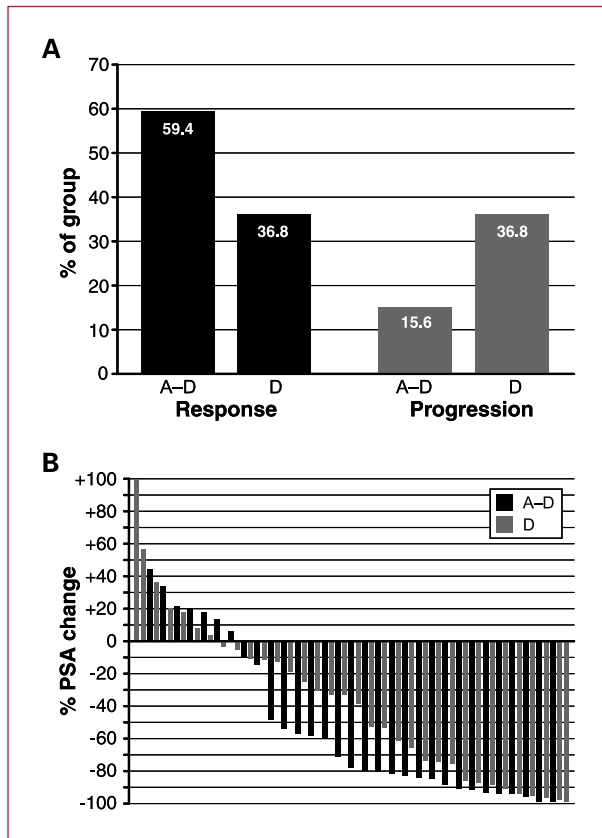 A
70
60
50
40
30
20
10
0
% of group
59.4
36.8
15.6
36.8
A–D D A–D D
Response Progression
B
+100
+80
+60
+40
+20
0
-20
-40
-60
-80
-100
% PSA change
A–D
D